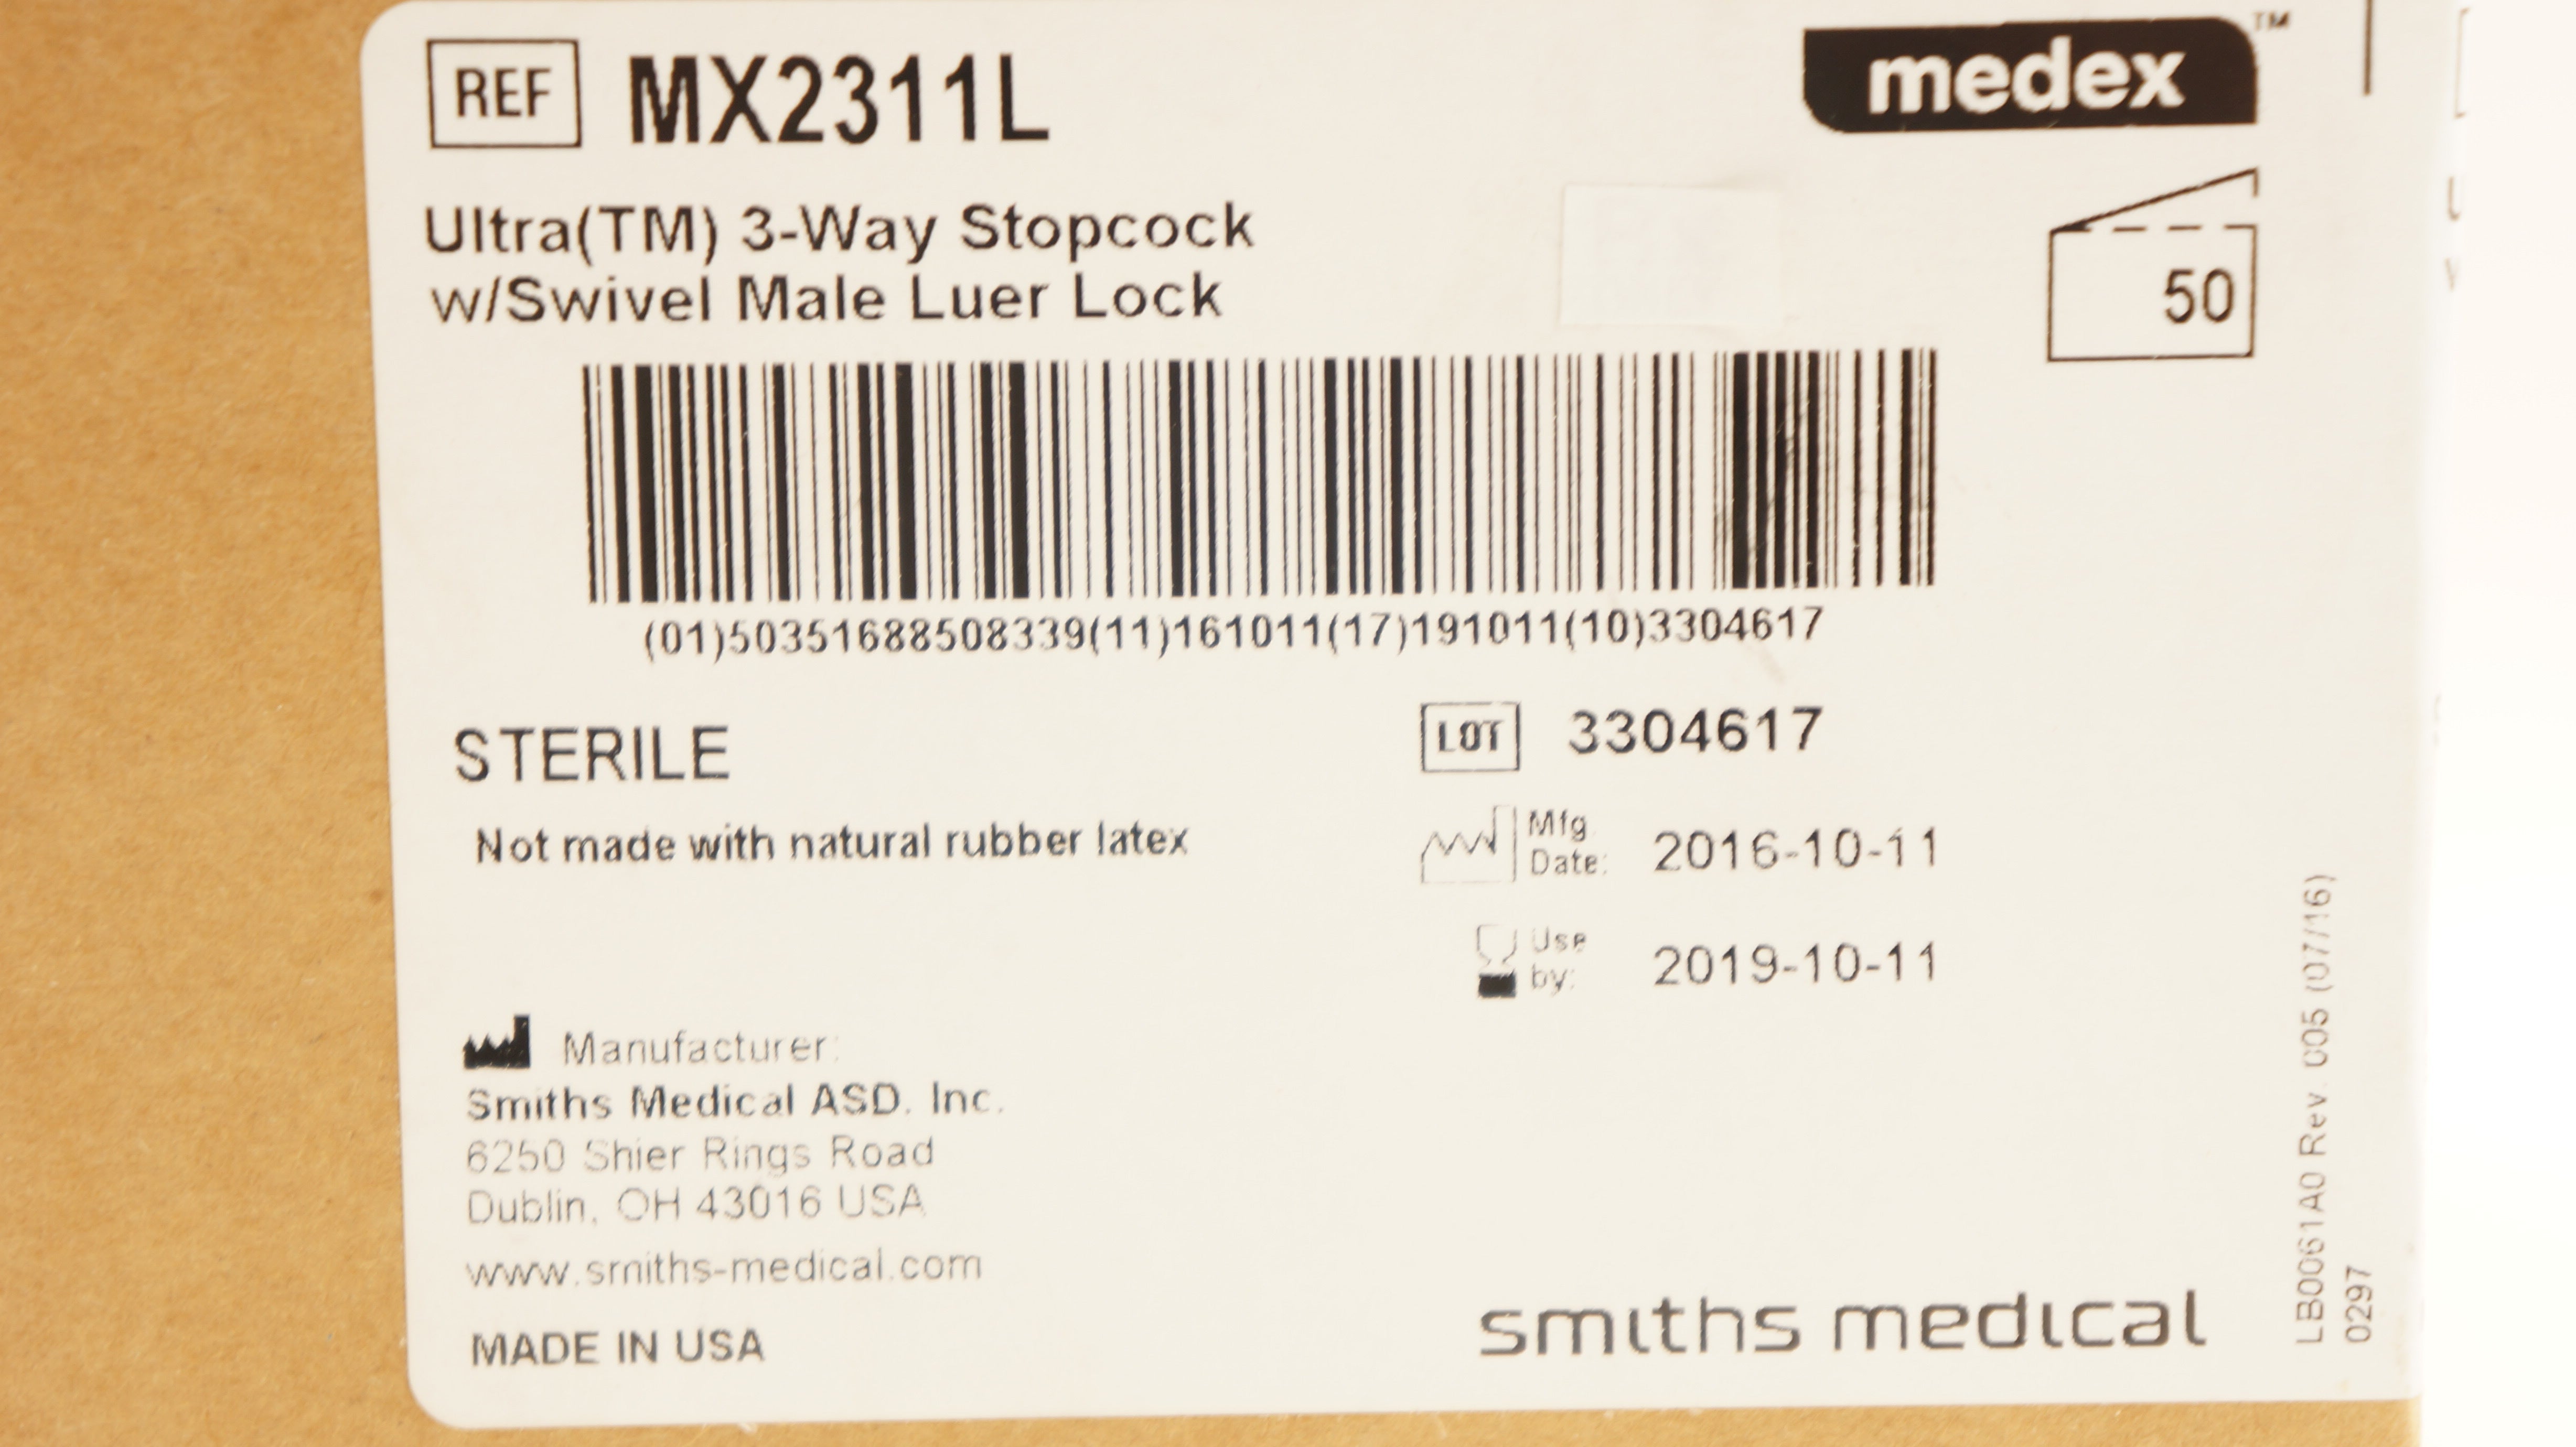 REF MX2311L
medex™
Ultra(TM) 3-Way Stopcock
w/Swivel Male Luer Lock
50
(01)50351688508339(11)161011(17)191011(10)3304617
STERILE
LOT 3304617
Not made with natural rubber latex
Mfg Date: 2016-10-11
Use by: 2019-10-11
Manufacturer:
Smiths Medical ASD, Inc.
6250 Shier Rings Road
Dublin, OH 43016 USA
www.smiths-medical.com
MADE IN USA
smiths medical
LB0061A0 Rev. 005 (07/16)
0297